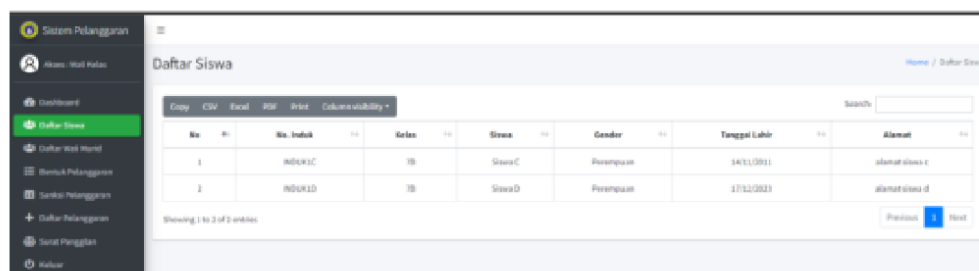 Sistem Pelanggaran
Akses : Wali Kelas
Dashboard
Daftar Siswa
Daftar Wali Murid
Bentuk Pelanggaran
Sanksi Pelanggaran
Daftar Pelanggaran
Surat Panggilan
Keluar
Daftar Siswa
Home / Daftar Sisw
Copy CSV Excel PDF Print Column visibility
Search:
No No. Induk Kelas Siswa Gender Tanggal Lahir Alamat
1 INDUK1C 7B Siswa C Perempuan 14/11/2011 alamat siswa c
2 INDUK1D 7B Siswa D Perempuan 17/12/2023 alamat siswa d
Showing 1 to 2 of 2 entries
Previous 1 Next